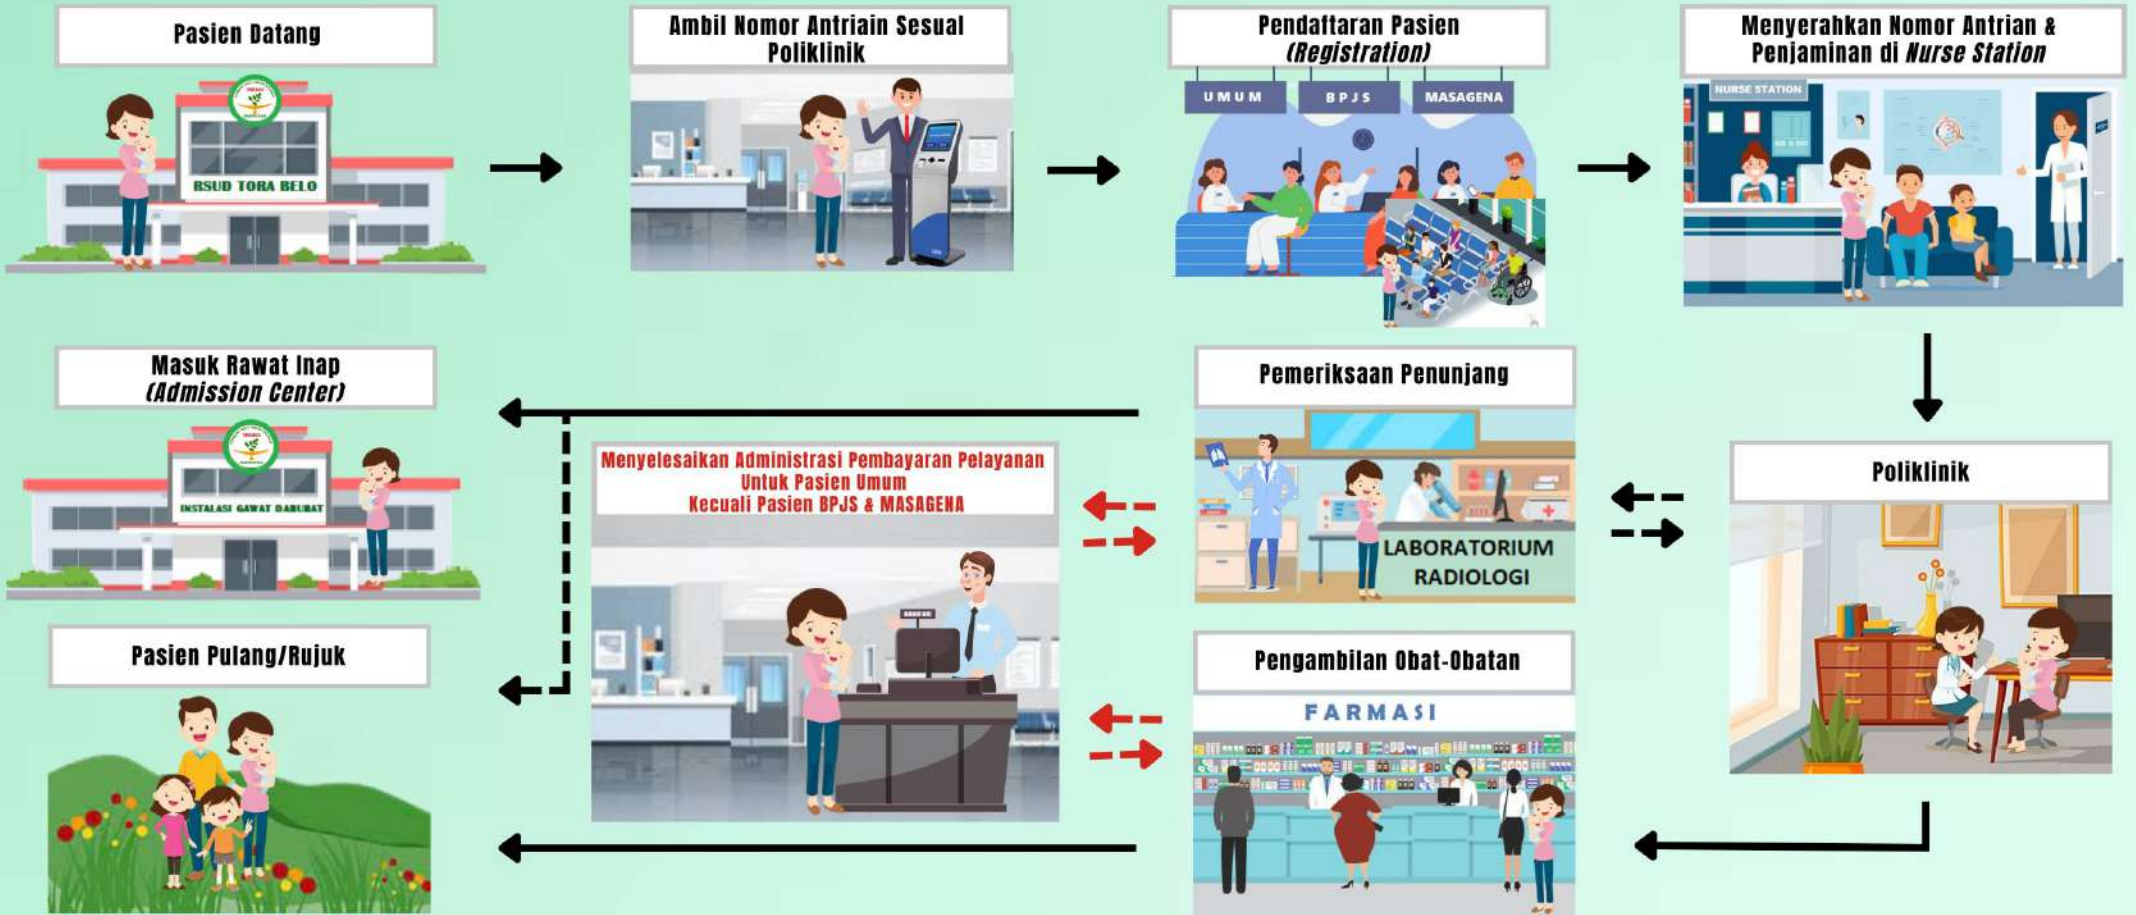 Pasien Datang
RSUD TORA BELO
Ambil Nomor Antriain Sesual
Poliklinik
Pendaftaran Pasien
(Registration)
UMUM
BPJS
MASAGENA
Menyerahkan Nomor Antrian &
Penjaminan di Nurse Station
NURSE STATION
Masuk Rawat Inap
(Admission Center)
INSTALASI GAWAT DARURAT
Menyelesaikan Administrasi Pembayaran Pelayanan
Untuk Pasien Umum
Kecuali Pasien BPJS & MASAGENA
Pemeriksaan Penunjang
LABORATORIUM
RADIOLOGI
Poliklinik
Pasien Pulang/Rujuk
Pengambilan Obat-Obatan
FARMASI